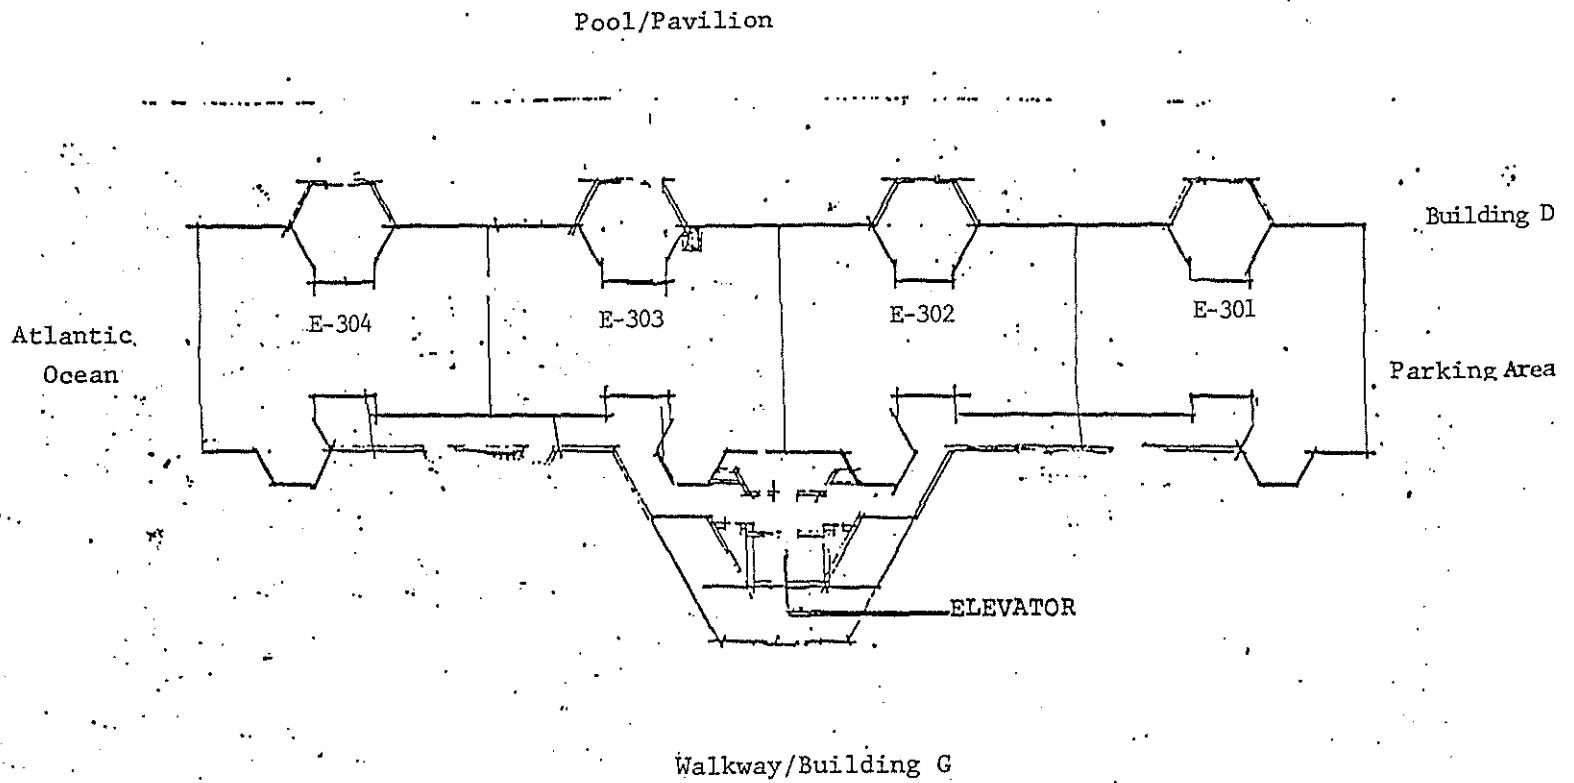 Pool/Pavilion
Building D
E-304
E-303
E-302
E-301
Atlantic
Ocean
Parking Area
ELEVATOR
Walkway/Building G